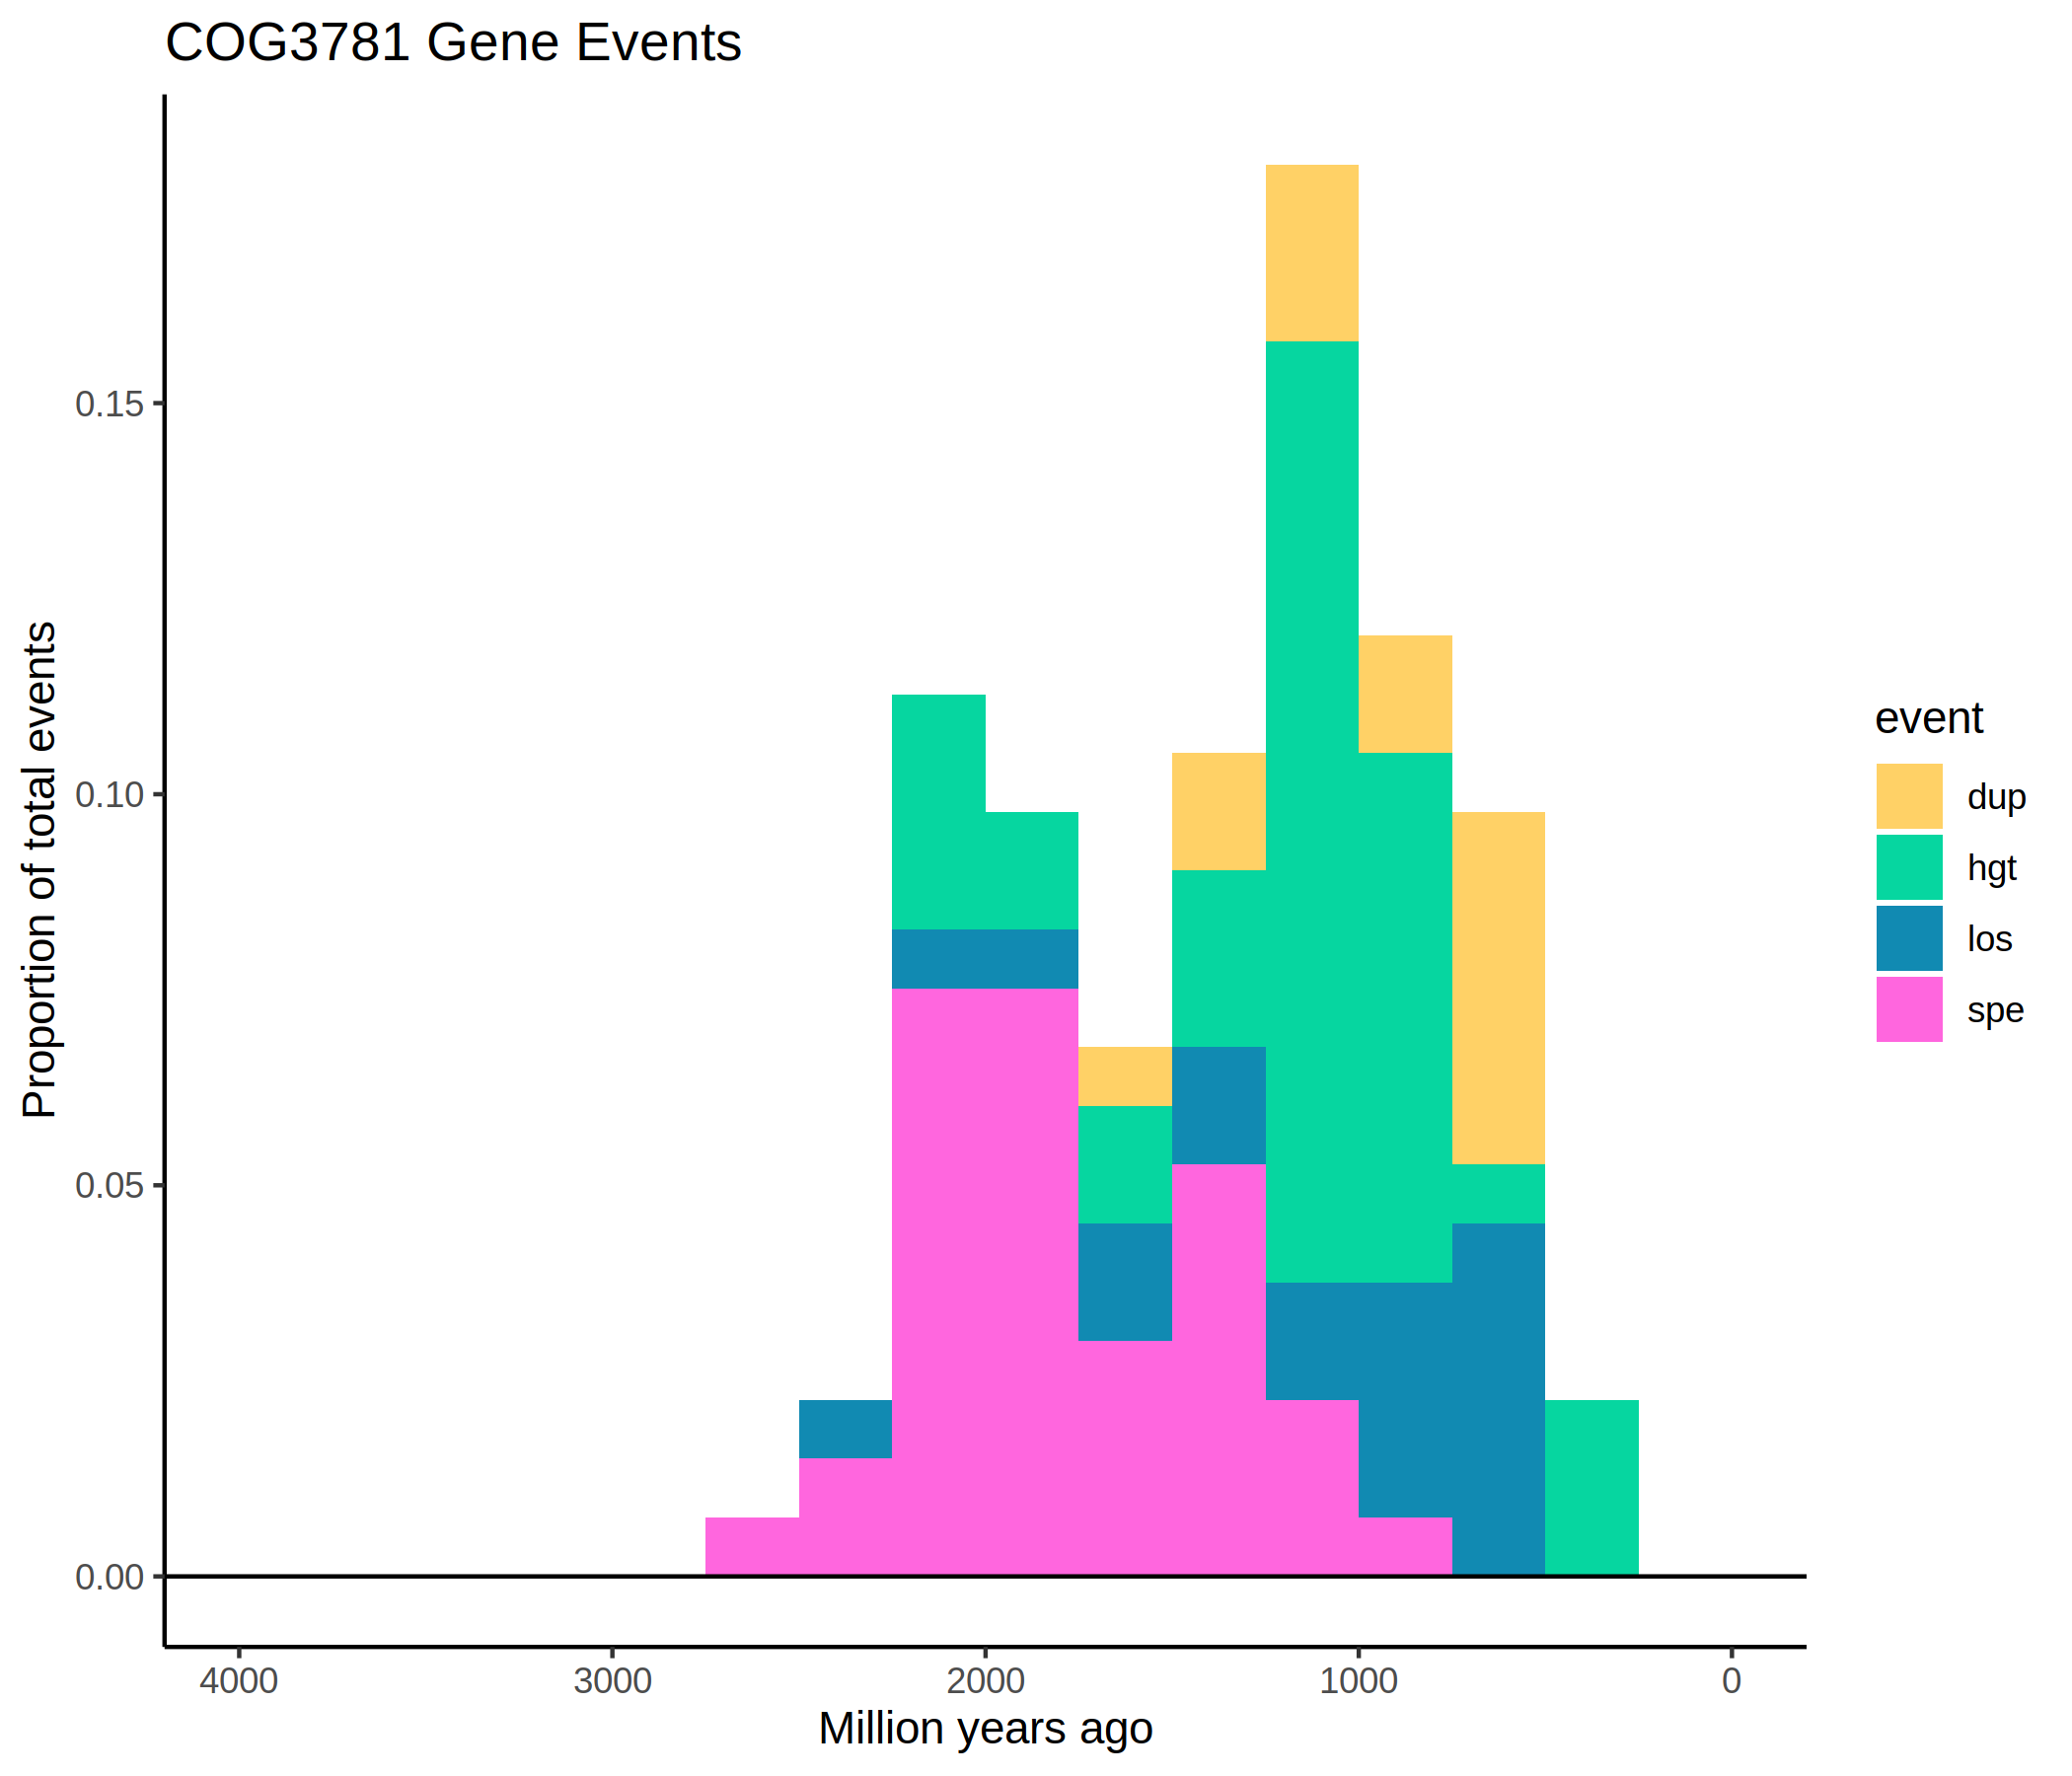 COG3781 Gene Events
Proportion of total events
0.15
0.10
0.05
0.00
4000 3000 2000 1000 0
Million years ago
event
dup
hgt
los
spe